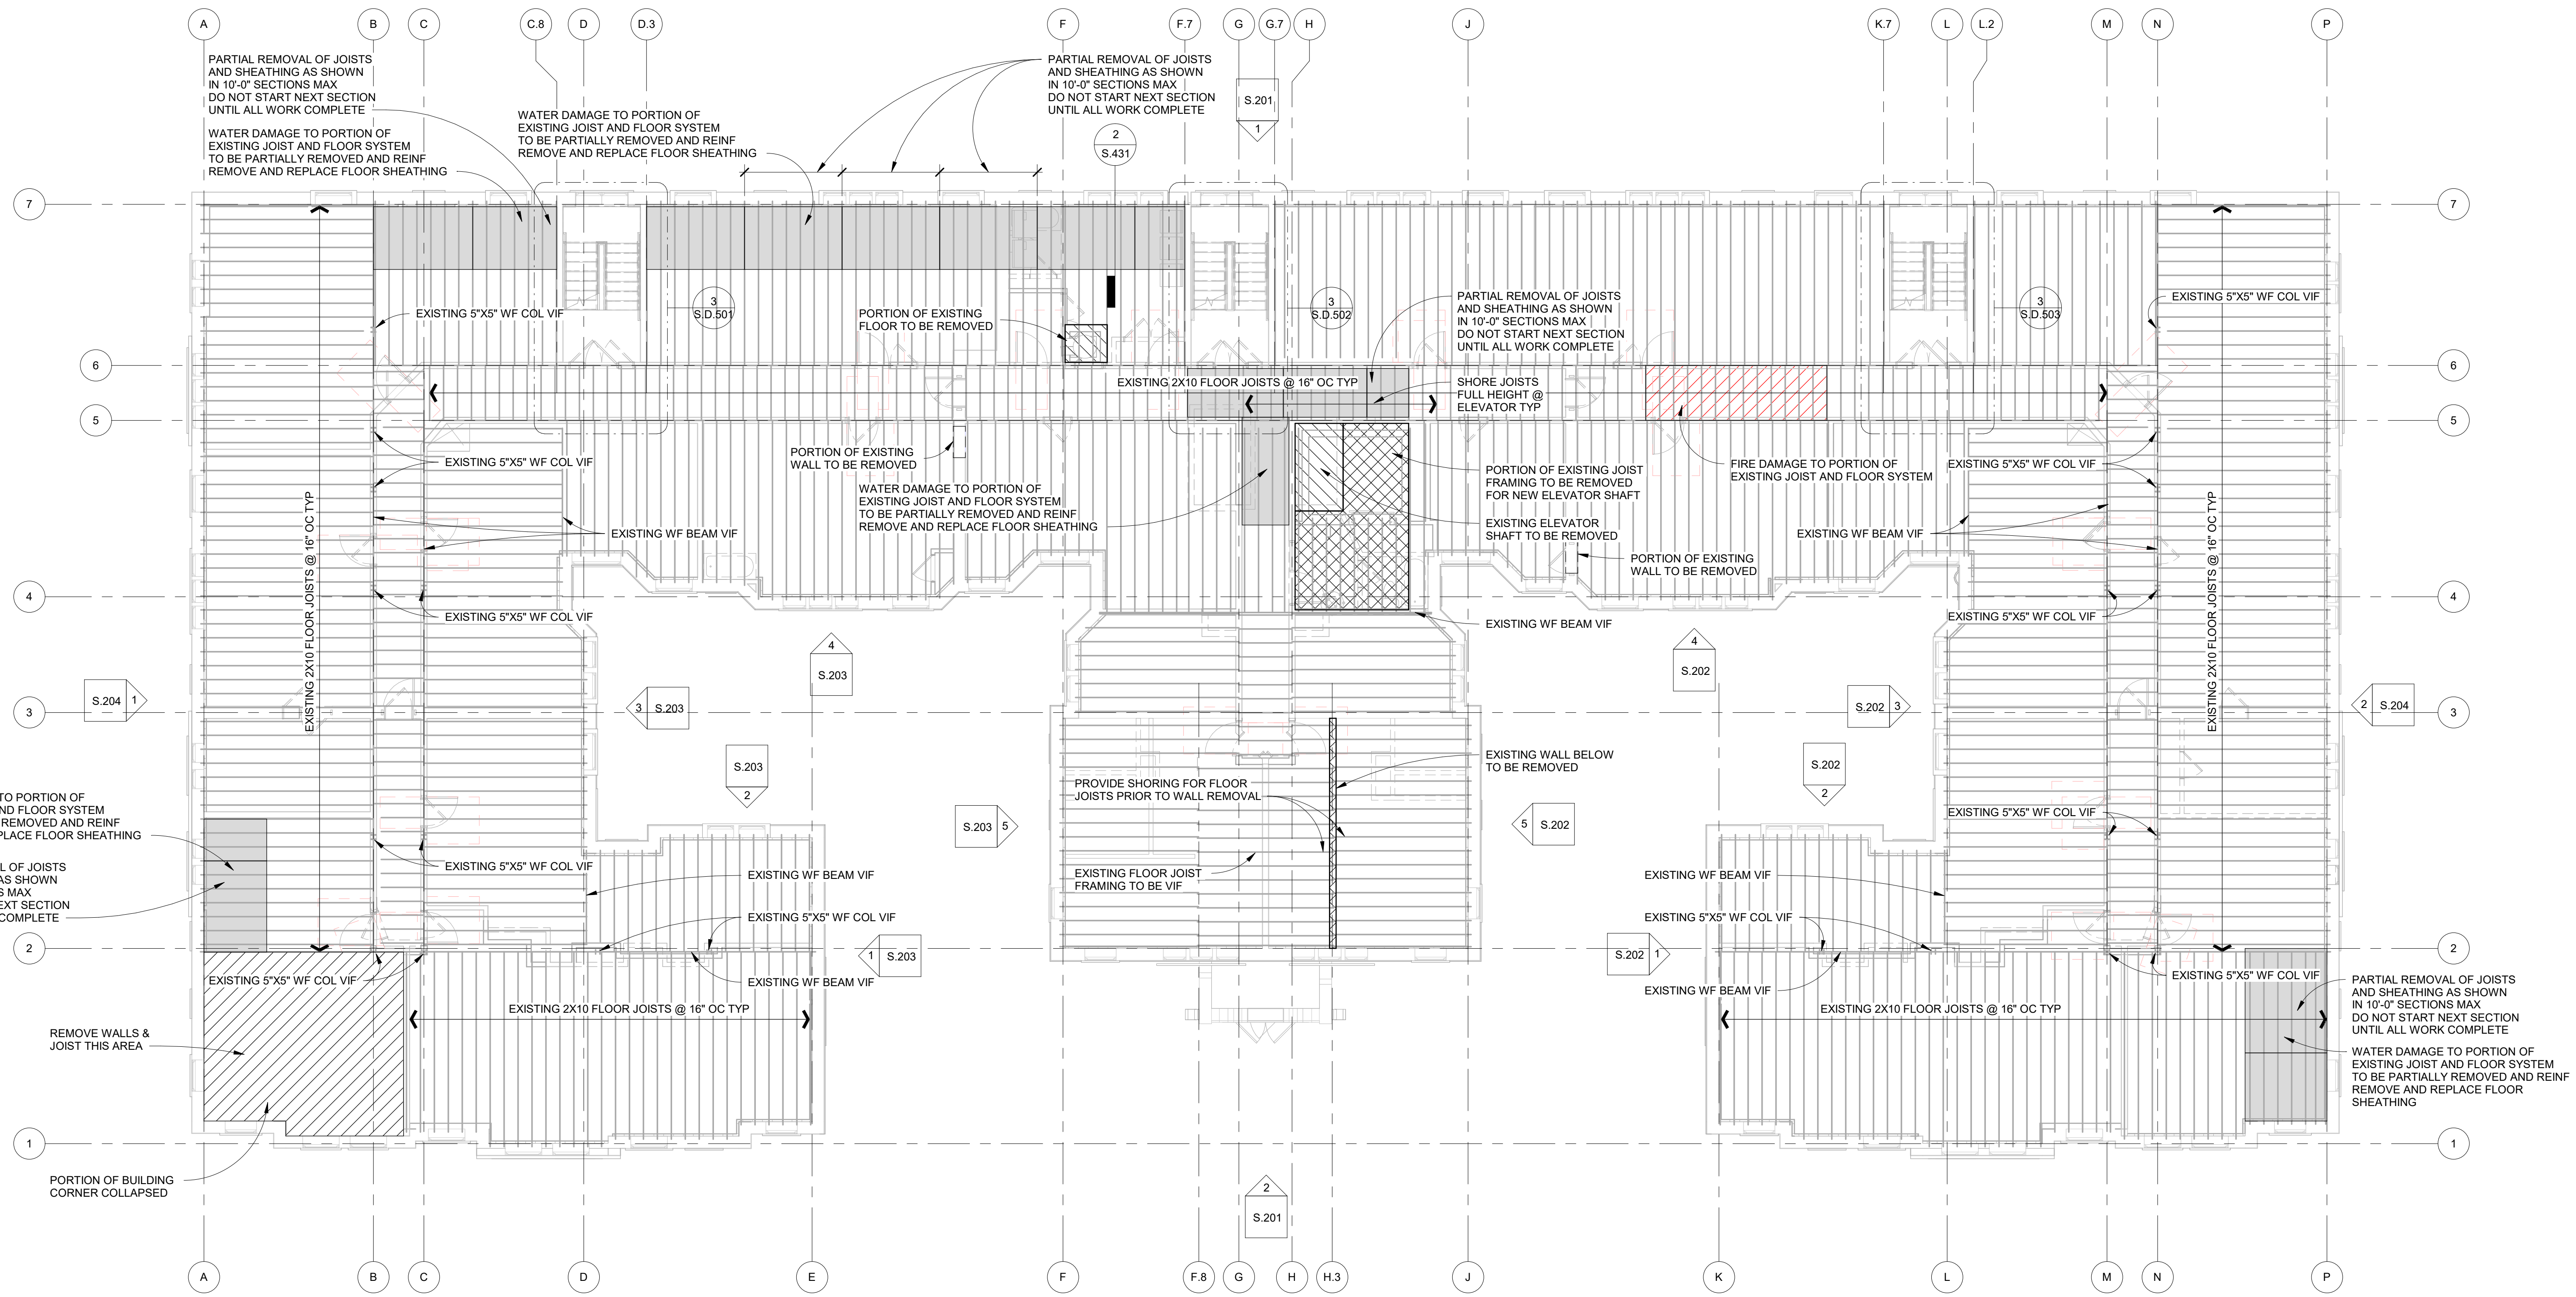 A
B
C
C.8
D
D.3
F
F.7
G
G.7
H
J
K.7
L
L.2
M
N
P
PARTIAL REMOVAL OF JOISTS
AND SHEATHING AS SHOWN
IN 10'-0" SECTIONS MAX
DO NOT START NEXT SECTION
UNTIL ALL WORK COMPLETE
WATER DAMAGE TO PORTION OF
EXISTING JOIST AND FLOOR SYSTEM
TO BE PARTIALLY REMOVED AND REINF
REMOVE AND REPLACE FLOOR SHEATHING
WATER DAMAGE TO PORTION OF
EXISTING JOIST AND FLOOR SYSTEM
TO BE PARTIALLY REMOVED AND REINF
REMOVE AND REPLACE FLOOR SHEATHING
PARTIAL REMOVAL OF JOISTS
AND SHEATHING AS SHOWN
IN 10'-0" SECTIONS MAX
DO NOT START NEXT SECTION
UNTIL ALL WORK COMPLETE
S.201
1
2
S.431
7
7
EXISTING 5"X5" WF COL VIF
3
S.D.501
PORTION OF EXISTING
FLOOR TO BE REMOVED
3
S.D.502
PARTIAL REMOVAL OF JOISTS
AND SHEATHING AS SHOWN
IN 10'-0" SECTIONS MAX
DO NOT START NEXT SECTION
UNTIL ALL WORK COMPLETE
3
S.D.503
EXISTING 5"X5" WF COL VIF
6
6
EXISTING 2X10 FLOOR JOISTS @ 16" OC TYP
SHORE JOISTS
FULL HEIGHT @
ELEVATOR TYP
5
5
EXISTING 5"X5" WF COL VIF
PORTION OF EXISTING
WALL TO BE REMOVED
WATER DAMAGE TO PORTION OF
EXISTING JOIST AND FLOOR SYSTEM
TO BE PARTIALLY REMOVED AND REINF
REMOVE AND REPLACE FLOOR SHEATHING
PORTION OF EXISTING JOIST
FRAMING TO BE REMOVED
FOR NEW ELEVATOR SHAFT
EXISTING ELEVATOR
SHAFT TO BE REMOVED
FIRE DAMAGE TO PORTION OF
EXISTING JOIST AND FLOOR SYSTEM
EXISTING 5"X5" WF COL VIF
EXISTING WF BEAM VIF
EXISTING WF BEAM VIF
PORTION OF EXISTING
WALL TO BE REMOVED
EXISTING 2X10 FLOOR JOISTS @ 16" OC TYP
EXISTING 2X10 FLOOR JOISTS @ 16" OC TYP
4
4
EXISTING 5"X5" WF COL VIF
EXISTING WF BEAM VIF
EXISTING 5"X5" WF COL VIF
4
S.203
4
S.202
S.204
1
3
S.203
S.202
3
2
S.204
3
3
S.203
2
EXISTING WALL BELOW
TO BE REMOVED
S.202
2
PROVIDE SHORING FOR FLOOR
JOISTS PRIOR TO WALL REMOVAL
TO PORTION OF
ND FLOOR SYSTEM
REMOVED AND REINF
PLACE FLOOR SHEATHING
S.203
5
5
S.202
EXISTING 5"X5" WF COL VIF
L OF JOISTS
AS SHOWN
S MAX
EXT SECTION
COMPLETE
EXISTING 5"X5" WF COL VIF
EXISTING WF BEAM VIF
EXISTING FLOOR JOIST
FRAMING TO BE VIF
EXISTING WF BEAM VIF
EXISTING 5"X5" WF COL VIF
EXISTING 5"X5" WF COL VIF
2
2
1
S.203
S.202
1
EXISTING 5"X5" WF COL VIF
EXISTING WF BEAM VIF
EXISTING WF BEAM VIF
EXISTING 5"X5" WF COL VIF
EXISTING 2X10 FLOOR JOISTS @ 16" OC TYP
EXISTING 2X10 FLOOR JOISTS @ 16" OC TYP
PARTIAL REMOVAL OF JOISTS
AND SHEATHING AS SHOWN
IN 10'-0" SECTIONS MAX
DO NOT START NEXT SECTION
UNTIL ALL WORK COMPLETE
REMOVE WALLS &
JOIST THIS AREA
WATER DAMAGE TO PORTION OF
EXISTING JOIST AND FLOOR SYSTEM
TO BE PARTIALLY REMOVED AND REINF
REMOVE AND REPLACE FLOOR
SHEATHING
1
1
PORTION OF BUILDING
CORNER COLLAPSED
2
S.201
A
B
C
D
E
F
F.8
G
H
H.3
J
K
L
M
N
P